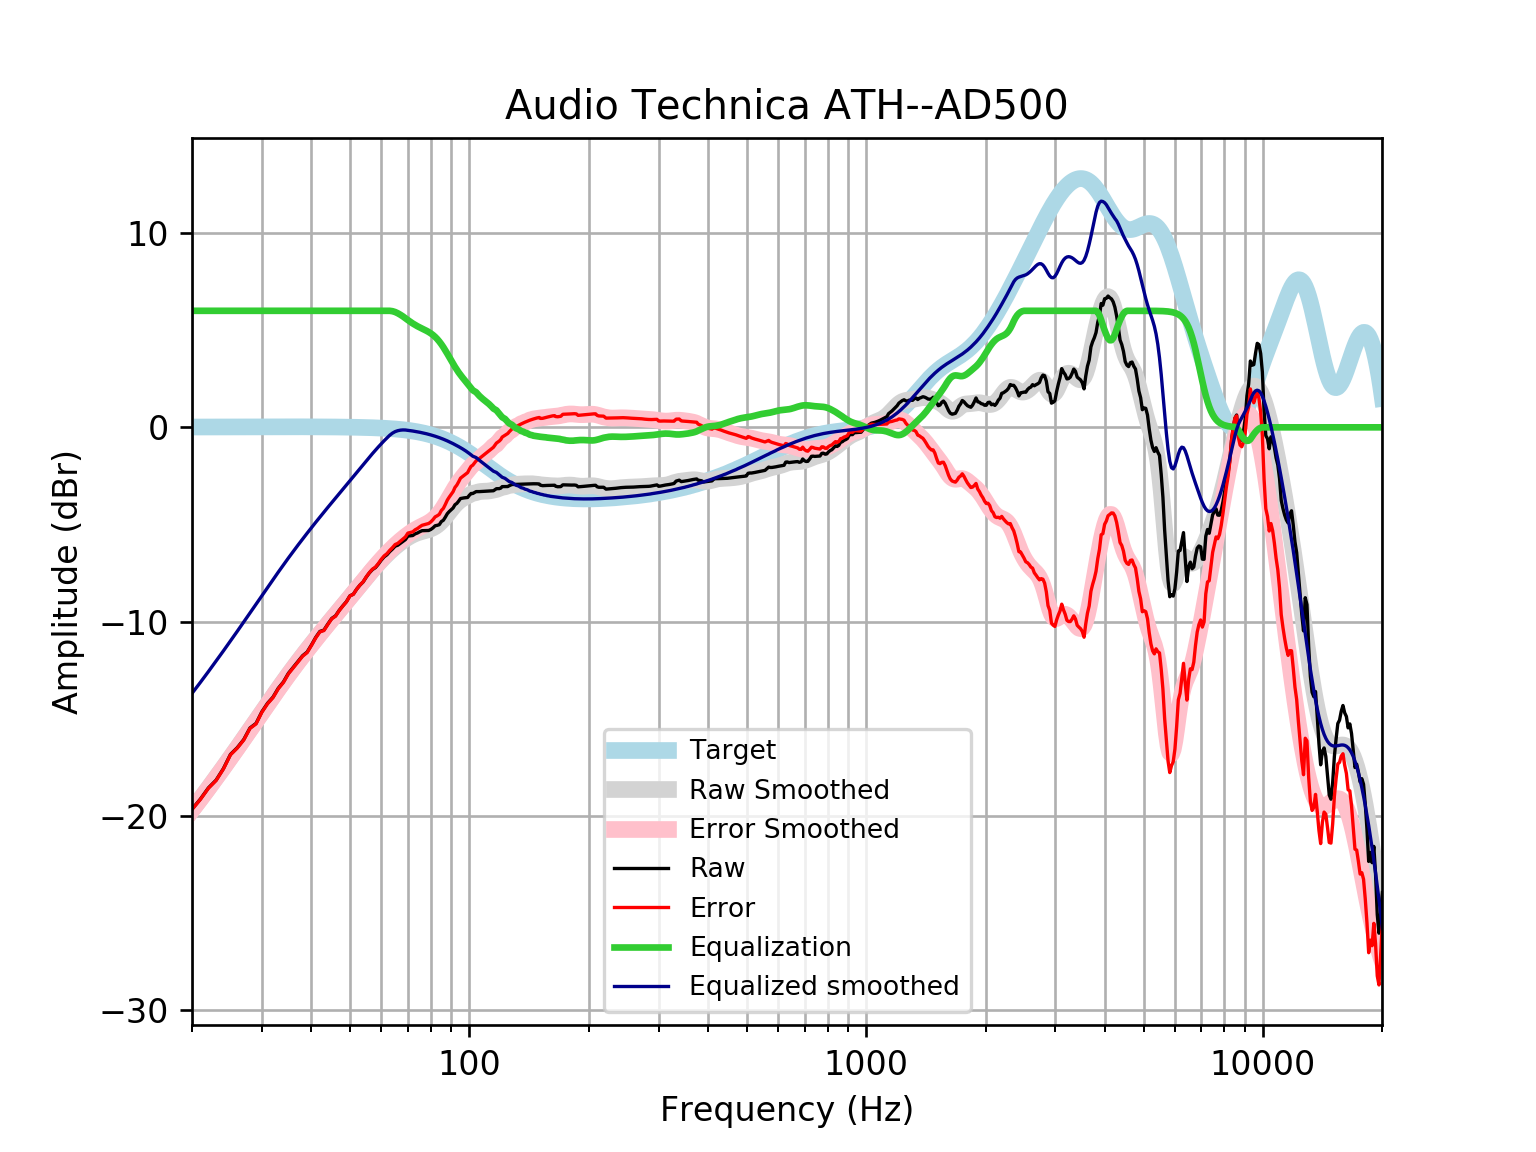 Audio Technica ATH--AD500
Amplitude (dBr)
10
0
−10
−20
−30
Target
Raw Smoothed
Error Smoothed
Raw
Error
Equalization
Equalized smoothed
100
1000
10000
Frequency (Hz)